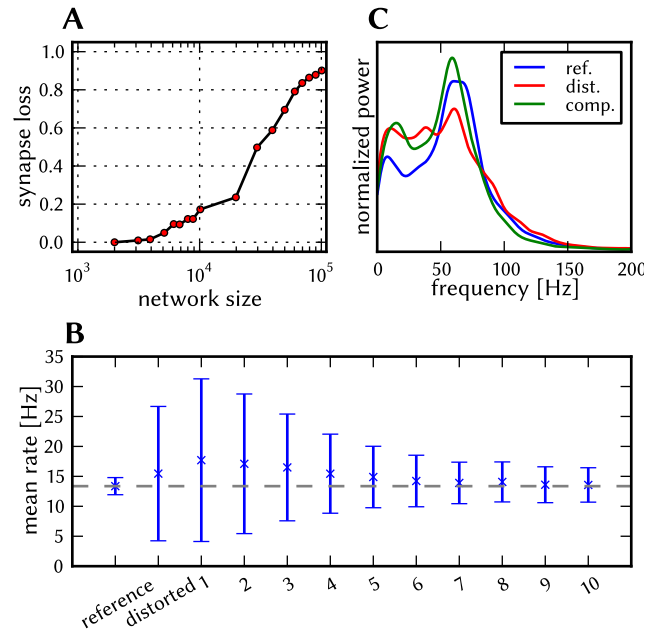 A
synapse loss
1.0
0.8
0.6
0.4
0.2
0.0
10³
10⁴
10⁵
network size
C
normalized power
ref.
dist.
comp.
0
50
100
150
200
frequency [Hz]
B
mean rate [Hz]
35
30
25
20
15
10
5
0
reference
distorted
1
2
3
4
5
6
7
8
9
10